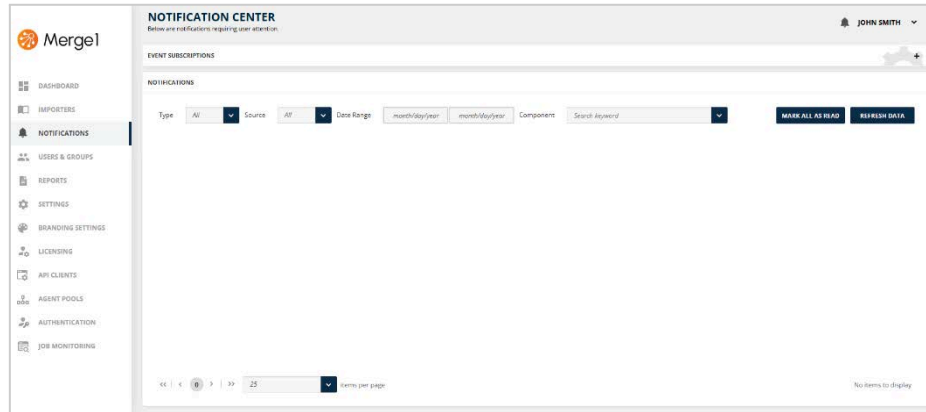 Merge1
DASHBOARD
IMPORTERS
NOTIFICATIONS
USERS & GROUPS
REPORTS
SETTINGS
BRANDING SETTINGS
LICENSING
API CLIENTS
AGENT POOLS
AUTHENTICATION
JOB MONITORING
NOTIFICATION CENTER
Below are notifications requiring user attention.
JOHN SMITH
EVENT SUBSCRIPTIONS
+
NOTIFICATIONS
Type All Source All Date Range month/day/year month/day/year Component Search keyword MARK ALL AS READ REFRESH DATA
<< | < 0 > | >> 25 items per page No items to display